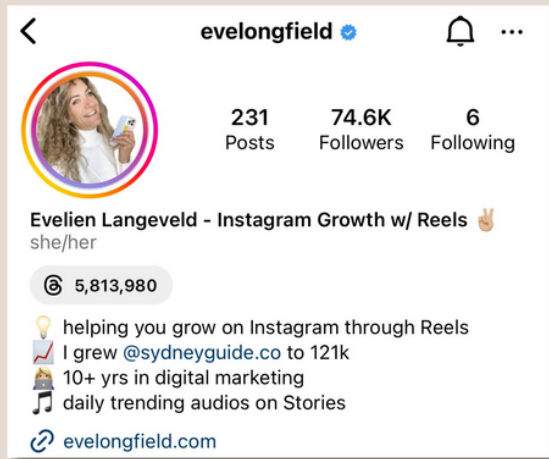 evelongfield
231 74.6K 6
Posts Followers Following
Evelien Langeveld - Instagram Growth w/ Reels ✌🏼
she/her
5,813,980
💡 helping you grow on Instagram through Reels
📈 I grew @sydneyguide.co to 121k
👩🏼‍💻 10+ yrs in digital marketing
🎵 daily trending audios on Stories
evelongfield.com